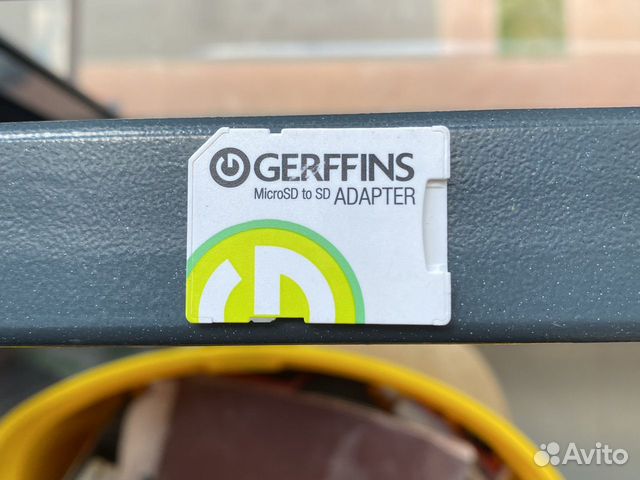 GERFFINS
MicroSD to SD ADAPTER
Avito